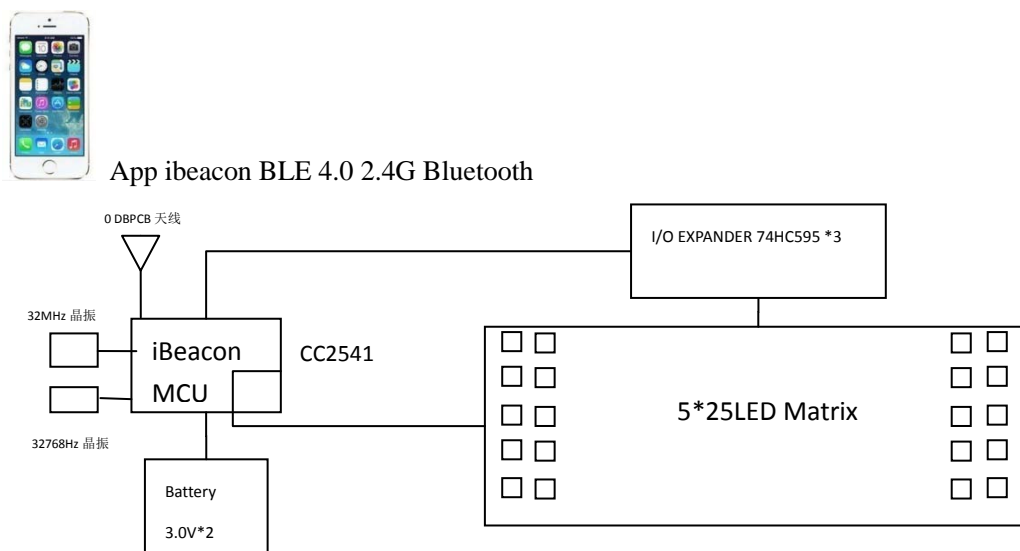 App ibeacon BLE 4.0 2.4G Bluetooth
0 DBPCB 天线
I/O EXPANDER 74HC595 *3
32MHz 晶振
iBeacon
MCU
CC2541
5*25LED Matrix
32768Hz 晶振
Battery
3.0V*2